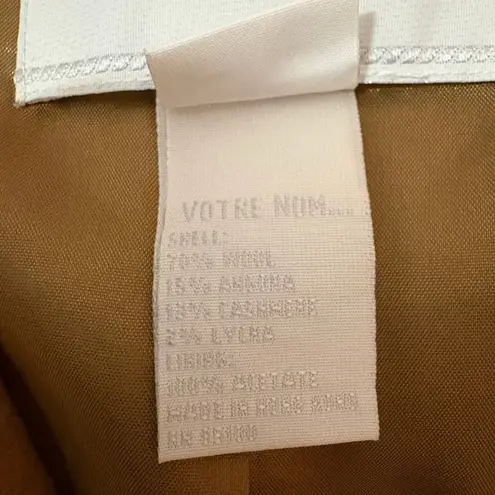 VOTRE NOM...
SHELL:
70% WOOL
15% ANGORA
13% CASHMERE
2% LYCRA
LINING:
100% ACETATE
MADE IN HONG KONG
RN